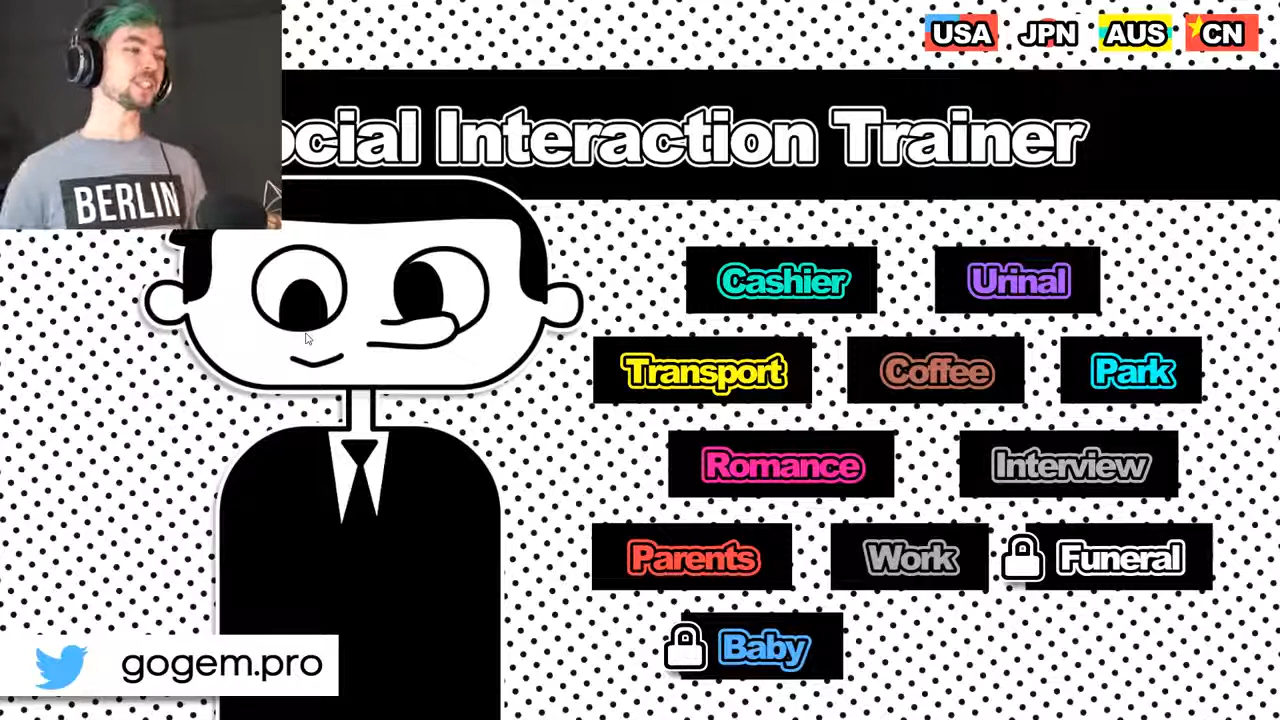 USA JPN AUS CN
ocial Interaction Trainer
BERLIN
Cashier
Urinal
Transport
Coffee
Park
Romance
Interview
Parents
Work
Funeral
Baby
gogem.pro